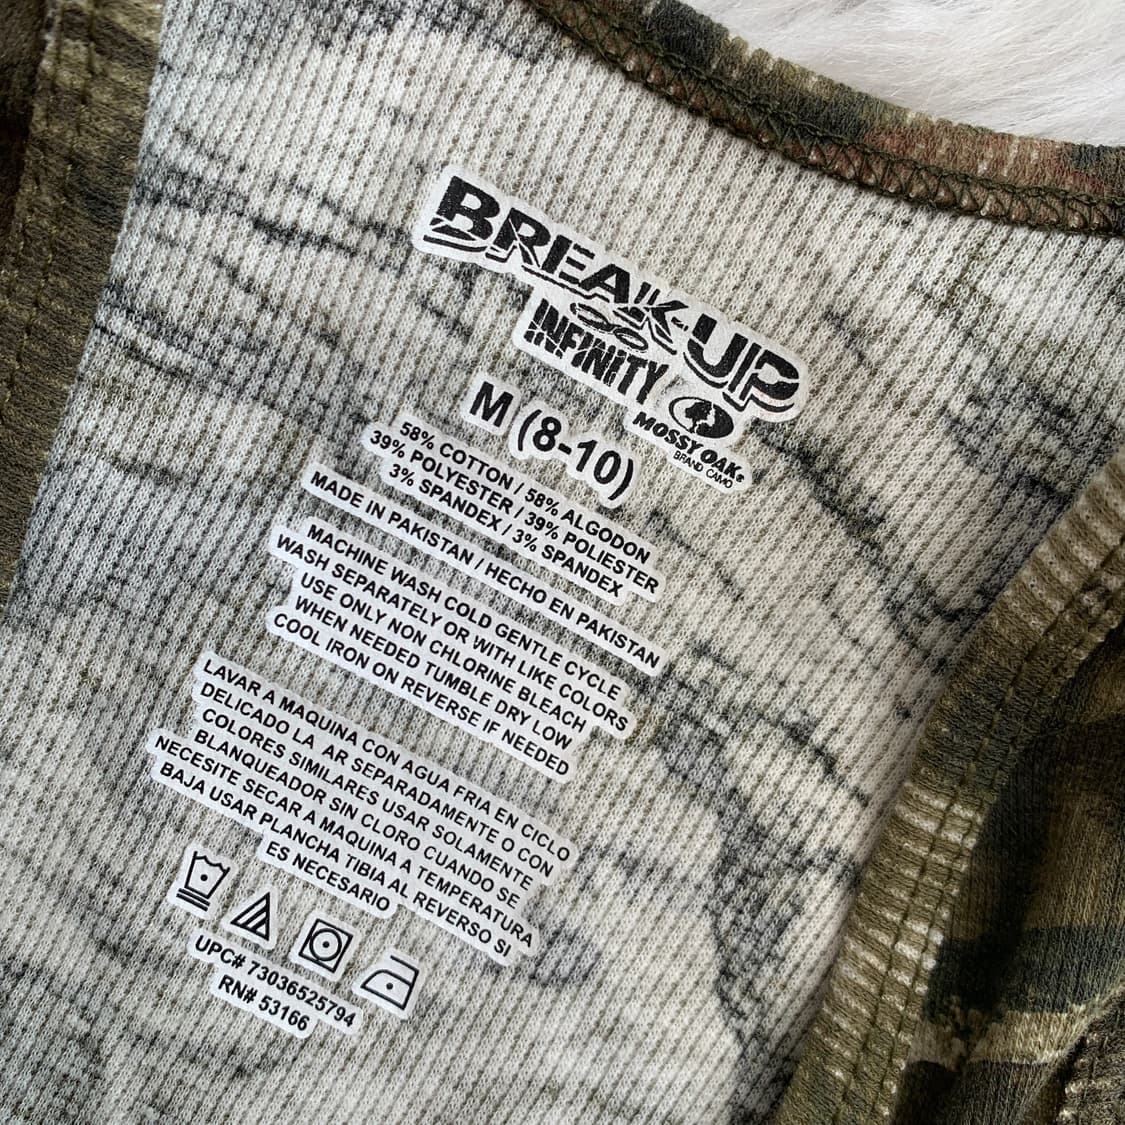 BREAK-UP
INFINITY
MOSSY OAK®
BRAND CAMO
M (8-10)
58% COTTON / 58% ALGODON
39% POLYESTER / 39% POLIESTER
3% SPANDEX / 3% SPANDEX
MADE IN PAKISTAN / HECHO EN PAKISTAN
MACHINE WASH COLD GENTLE CYCLE
WASH SEPARATELY OR WITH LIKE COLORS
USE ONLY NON CHLORINE BLEACH
WHEN NEEDED TUMBLE DRY LOW
COOL IRON ON REVERSE IF NEEDED
LAVAR A MAQUINA CON AGUA FRIA EN CICLO
DELICADO LA AR SEPARADAMENTE O CON
COLORES SIMILARES USAR SOLAMENTE
BLANQUEADOR SIN CLORO CUANDO SE
NECESITE SECAR A MAQUINA A TEMPERATURA
BAJA USAR PLANCHA TIBIA AL REVERSO SI
ES NECESARIO
UPC# 73036525794
RN# 53166